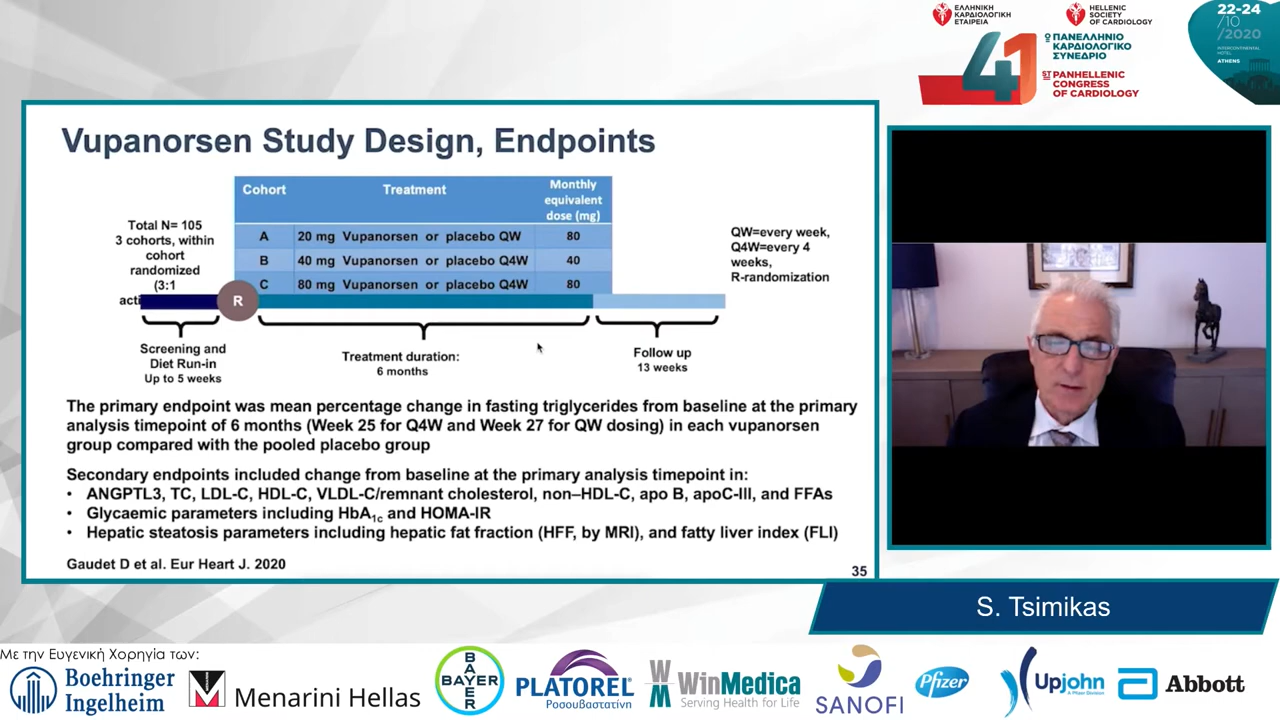 ΕΛΛΗΝΙΚΗ
ΚΑΡΔΙΟΛΟΓΙΚΗ
ΕΤΑΙΡΕΙΑ
HELLENIC
SOCIETY
OF CARDIOLOGY
41
Ο ΠΑΝΕΛΛΗΝΙΟ
ΚΑΡΔΙΟΛΟΓΙΚΟ
ΣΥΝΕΔΡΙΟ
ST PANHELLENIC
CONGRESS
OF CARDIOLOGY
22-24
/10
/2020
INTERCONTINENTAL
HOTEL
ATHENS
Vupanorsen Study Design, Endpoints
Cohort Treatment Monthly
equivalent
dose (mg)
A 20 mg Vupanorsen or placebo QW 80
B 40 mg Vupanorsen or placebo Q4W 40
C 80 mg Vupanorsen or placebo Q4W 80
Total N= 105
3 cohorts, within
cohort
randomized
(3:1
R
QW=every week,
Q4W=every 4
weeks,
R-randomization
Screening and
Diet Run-in
Up to 5 weeks
Treatment duration:
6 months
Follow up
13 weeks
The primary endpoint was mean percentage change in fasting triglycerides from baseline at the primary
analysis timepoint of 6 months (Week 25 for Q4W and Week 27 for QW dosing) in each vupanorsen
group compared with the pooled placebo group
Secondary endpoints included change from baseline at the primary analysis timepoint in:
• ANGPTL3, TC, LDL-C, HDL-C, VLDL-C/remnant cholesterol, non–HDL-C, apo B, apoC-III, and FFAs
• Glycaemic parameters including HbA1c and HOMA-IR
• Hepatic steatosis parameters including hepatic fat fraction (HFF, by MRI), and fatty liver index (FLI)
Gaudet D et al. Eur Heart J. 2020
35
S. Tsimikas
Με την Ευγενική Χορηγία των:
Boehringer
Ingelheim
Menarini Hellas
BAYER
BAYER
PLATOREL
Ροσουβαστατίνη
WinMedica
Serving Health for Life
SANOFI
Pfizer
Upjohn
A Pfizer Division
Abbott